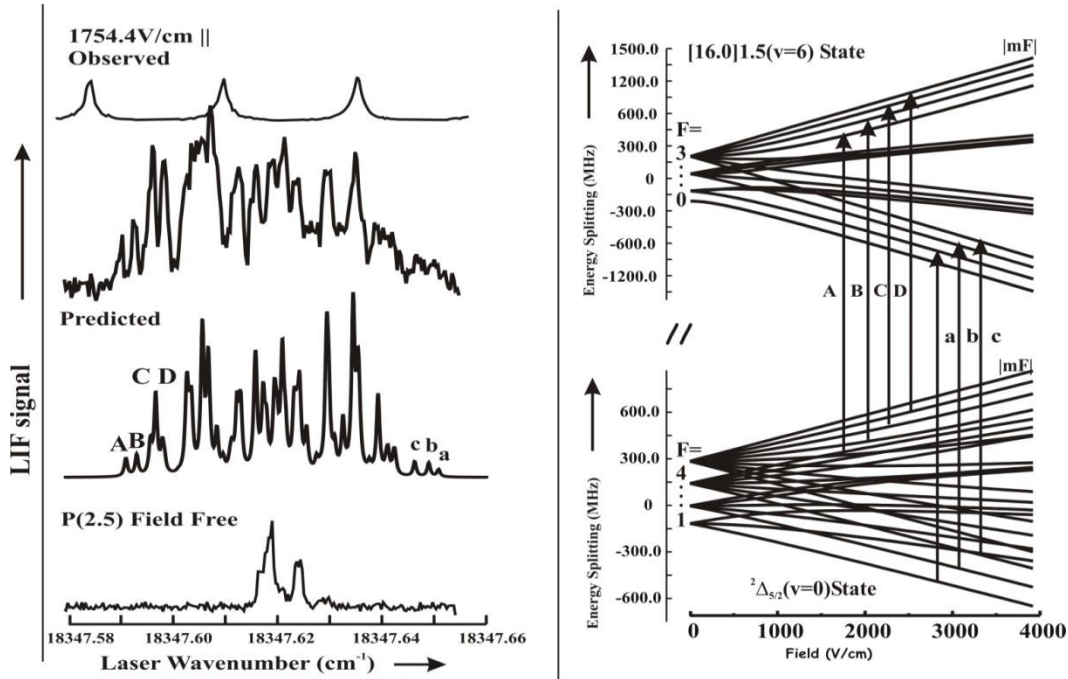 1754.4V/cm ||
Observed
Predicted
C D
A
B
c
b
a
P(2.5) Field Free
18347.58
18347.60
18347.62
18347.64
18347.66
Laser Wavenumber (cm-1)
LIF signal
[16.0]1.5(v=6) State
|mF|
1500.0
1200.0
600.0
300.0
0
-300.0
-600.0
-1200.0
Energy Splitting (MHz)
F=
3
0
A
B
C
D
a
b
c
//
|mF|
600.0
300.0
0.0
-300.0
-600.0
Energy Splitting (MHz)
F=
4
1
2Δ5/2(v=0)State
0
1000
2000
3000
4000
Field (V/cm)